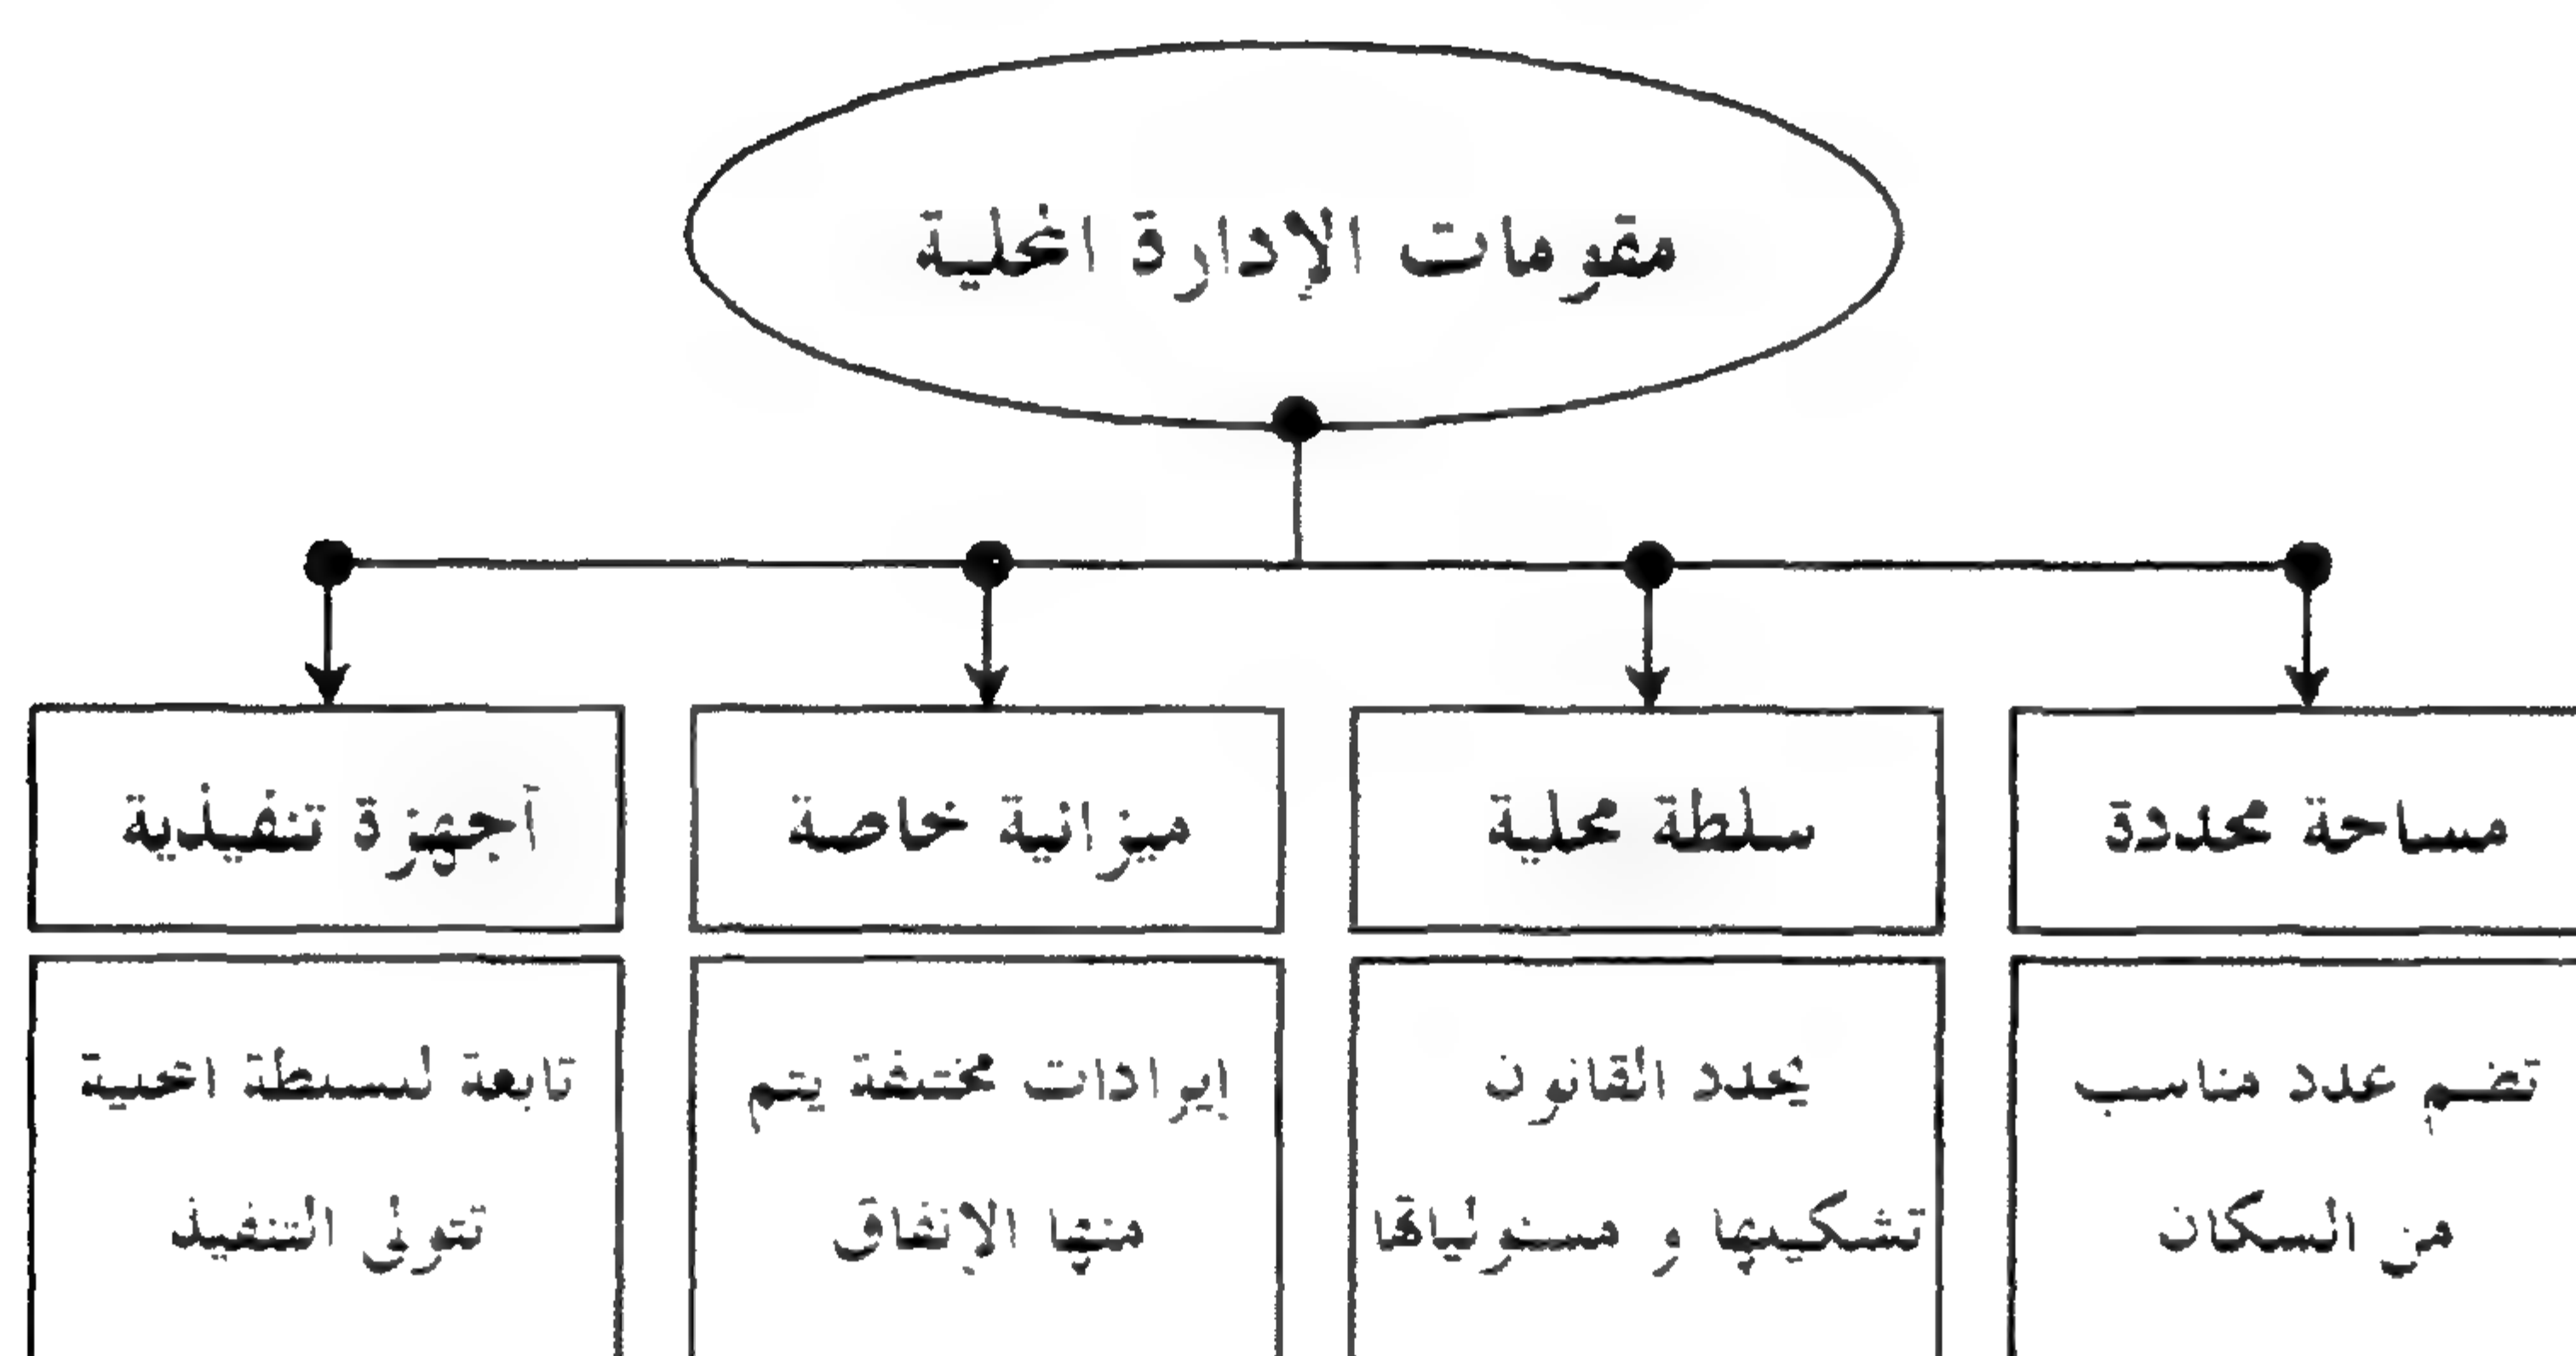 مقومات الإدارة المحلية
مساحة محددة
سلطة محلية
ميزانية خاصة
آجهزة تنفيذية
تضم عدد مناسب
من السكان
يحدد القانون
تشكيلها و مسئولياتها
إيرادات مختلفة يتم
منها الإنفاق
تابعة للسلطة المحلية
تتولى التنفيذ